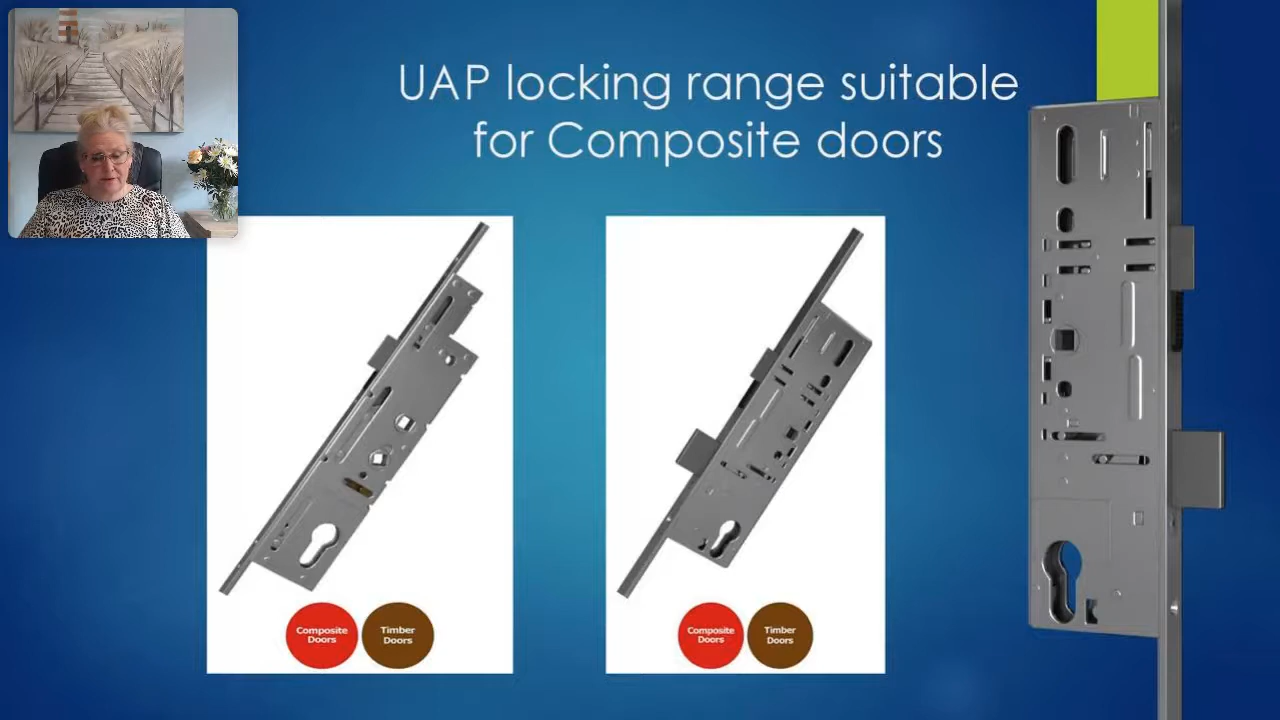 UAP locking range suitable
for Composite doors
Composite
Doors
Timber
Doors
Composite
Doors
Timber
Doors